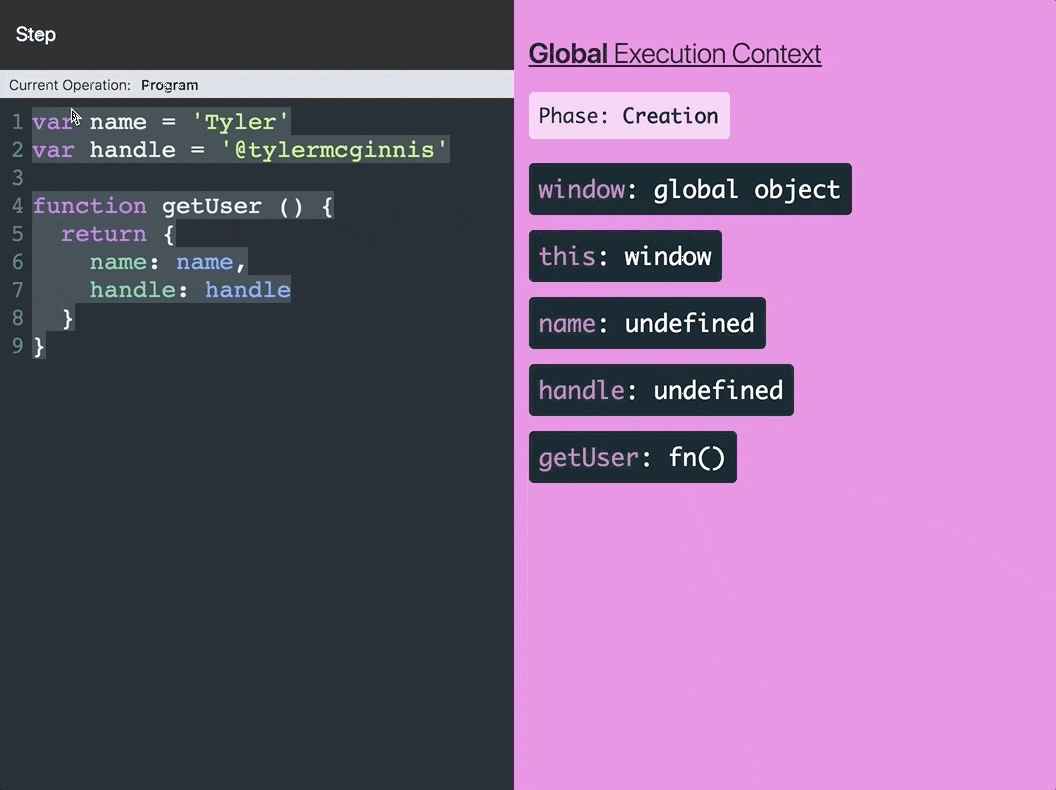 Step
Current Operation: Program
1 var name = 'Tyler'
2 var handle = '@tylermcginnis'
3
4 function getUser () {
5   return {
6     name: name,
7     handle: handle
8   }
9 }
Global Execution Context
Phase: Creation
window: global object
this: window
name: undefined
handle: undefined
getUser: fn()